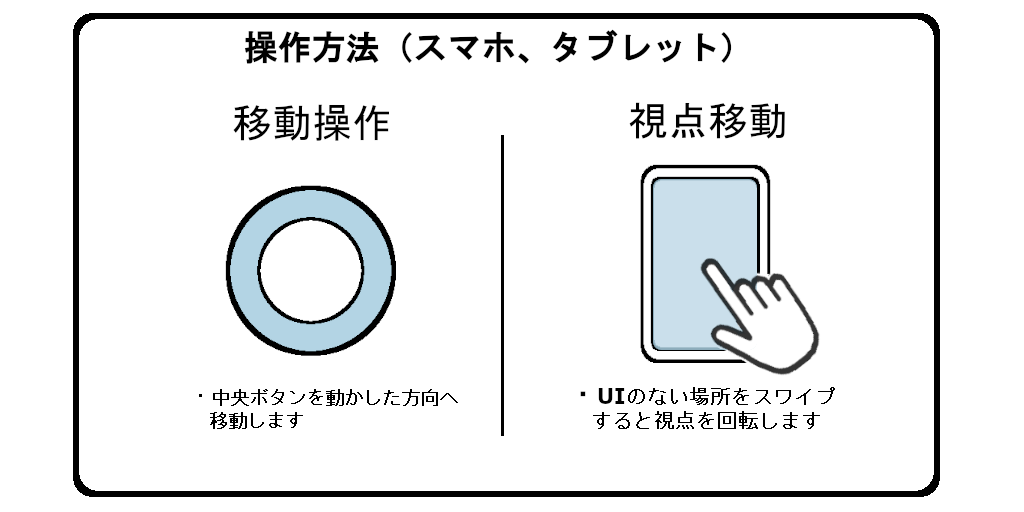 操作方法（スマホ、タブレット）
移動操作
・中央ボタンを動かした方向へ
移動します
視点移動
・UIのない場所をスワイプ
すると視点を回転します